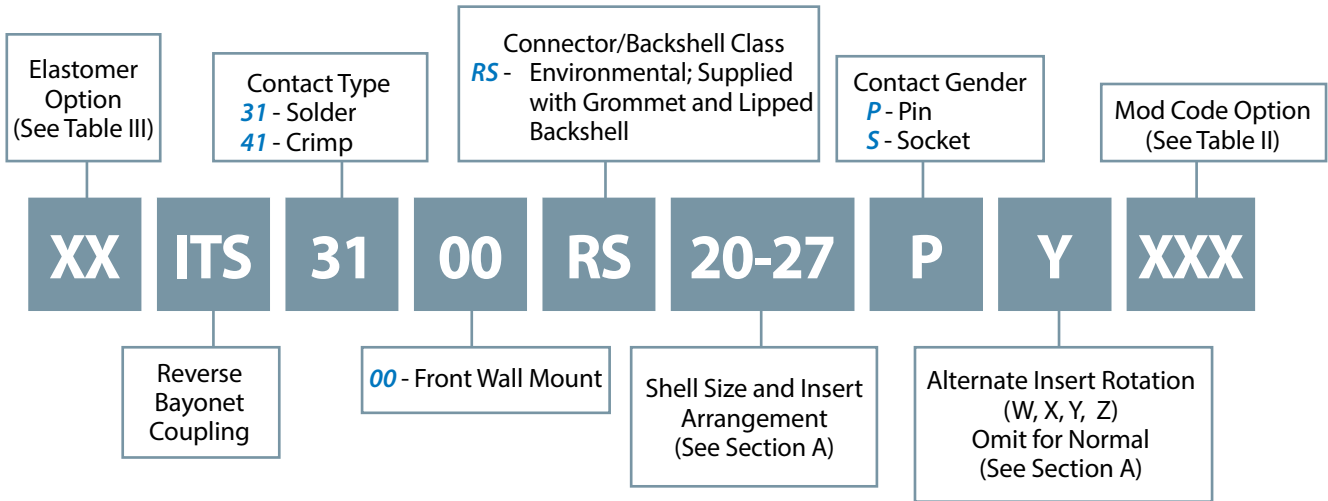 Elastomer
Option
(See Table III)
Contact Type
31 - Solder
41 - Crimp
Connector/Backshell Class
RS - Environmental; Supplied
with Grommet and Lipped
Backshell
Contact Gender
P - Pin
S - Socket
Mod Code Option
(See Table II)
XX ITS 31 00 RS 20-27 P Y XXX
Reverse
Bayonet
Coupling
00 - Front Wall Mount
Shell Size and Insert
Arrangement
(See Section A)
Alternate Insert Rotation
(W, X, Y, Z)
Omit for Normal
(See Section A)